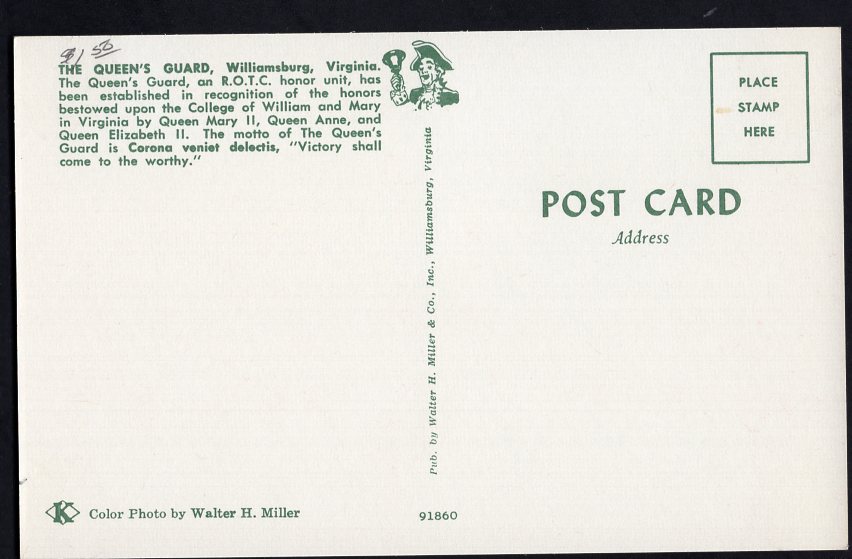 $1 50
THE QUEEN'S GUARD, Williamsburg, Virginia.
The Queen's Guard, an R.O.T.C. honor unit, has
been established in recognition of the honors
bestowed upon the College of William and Mary
in Virginia by Queen Mary II, Queen Anne, and
Queen Elizabeth II. The motto of The Queen's
Guard is Corona veniet delectis, "Victory shall
come to the worthy."
Pub. by Walter H. Miller & Co., Inc., Williamsburg, Virginia
PLACE
STAMP
HERE
POST CARD
Address
K
Color Photo by Walter H. Miller
91860